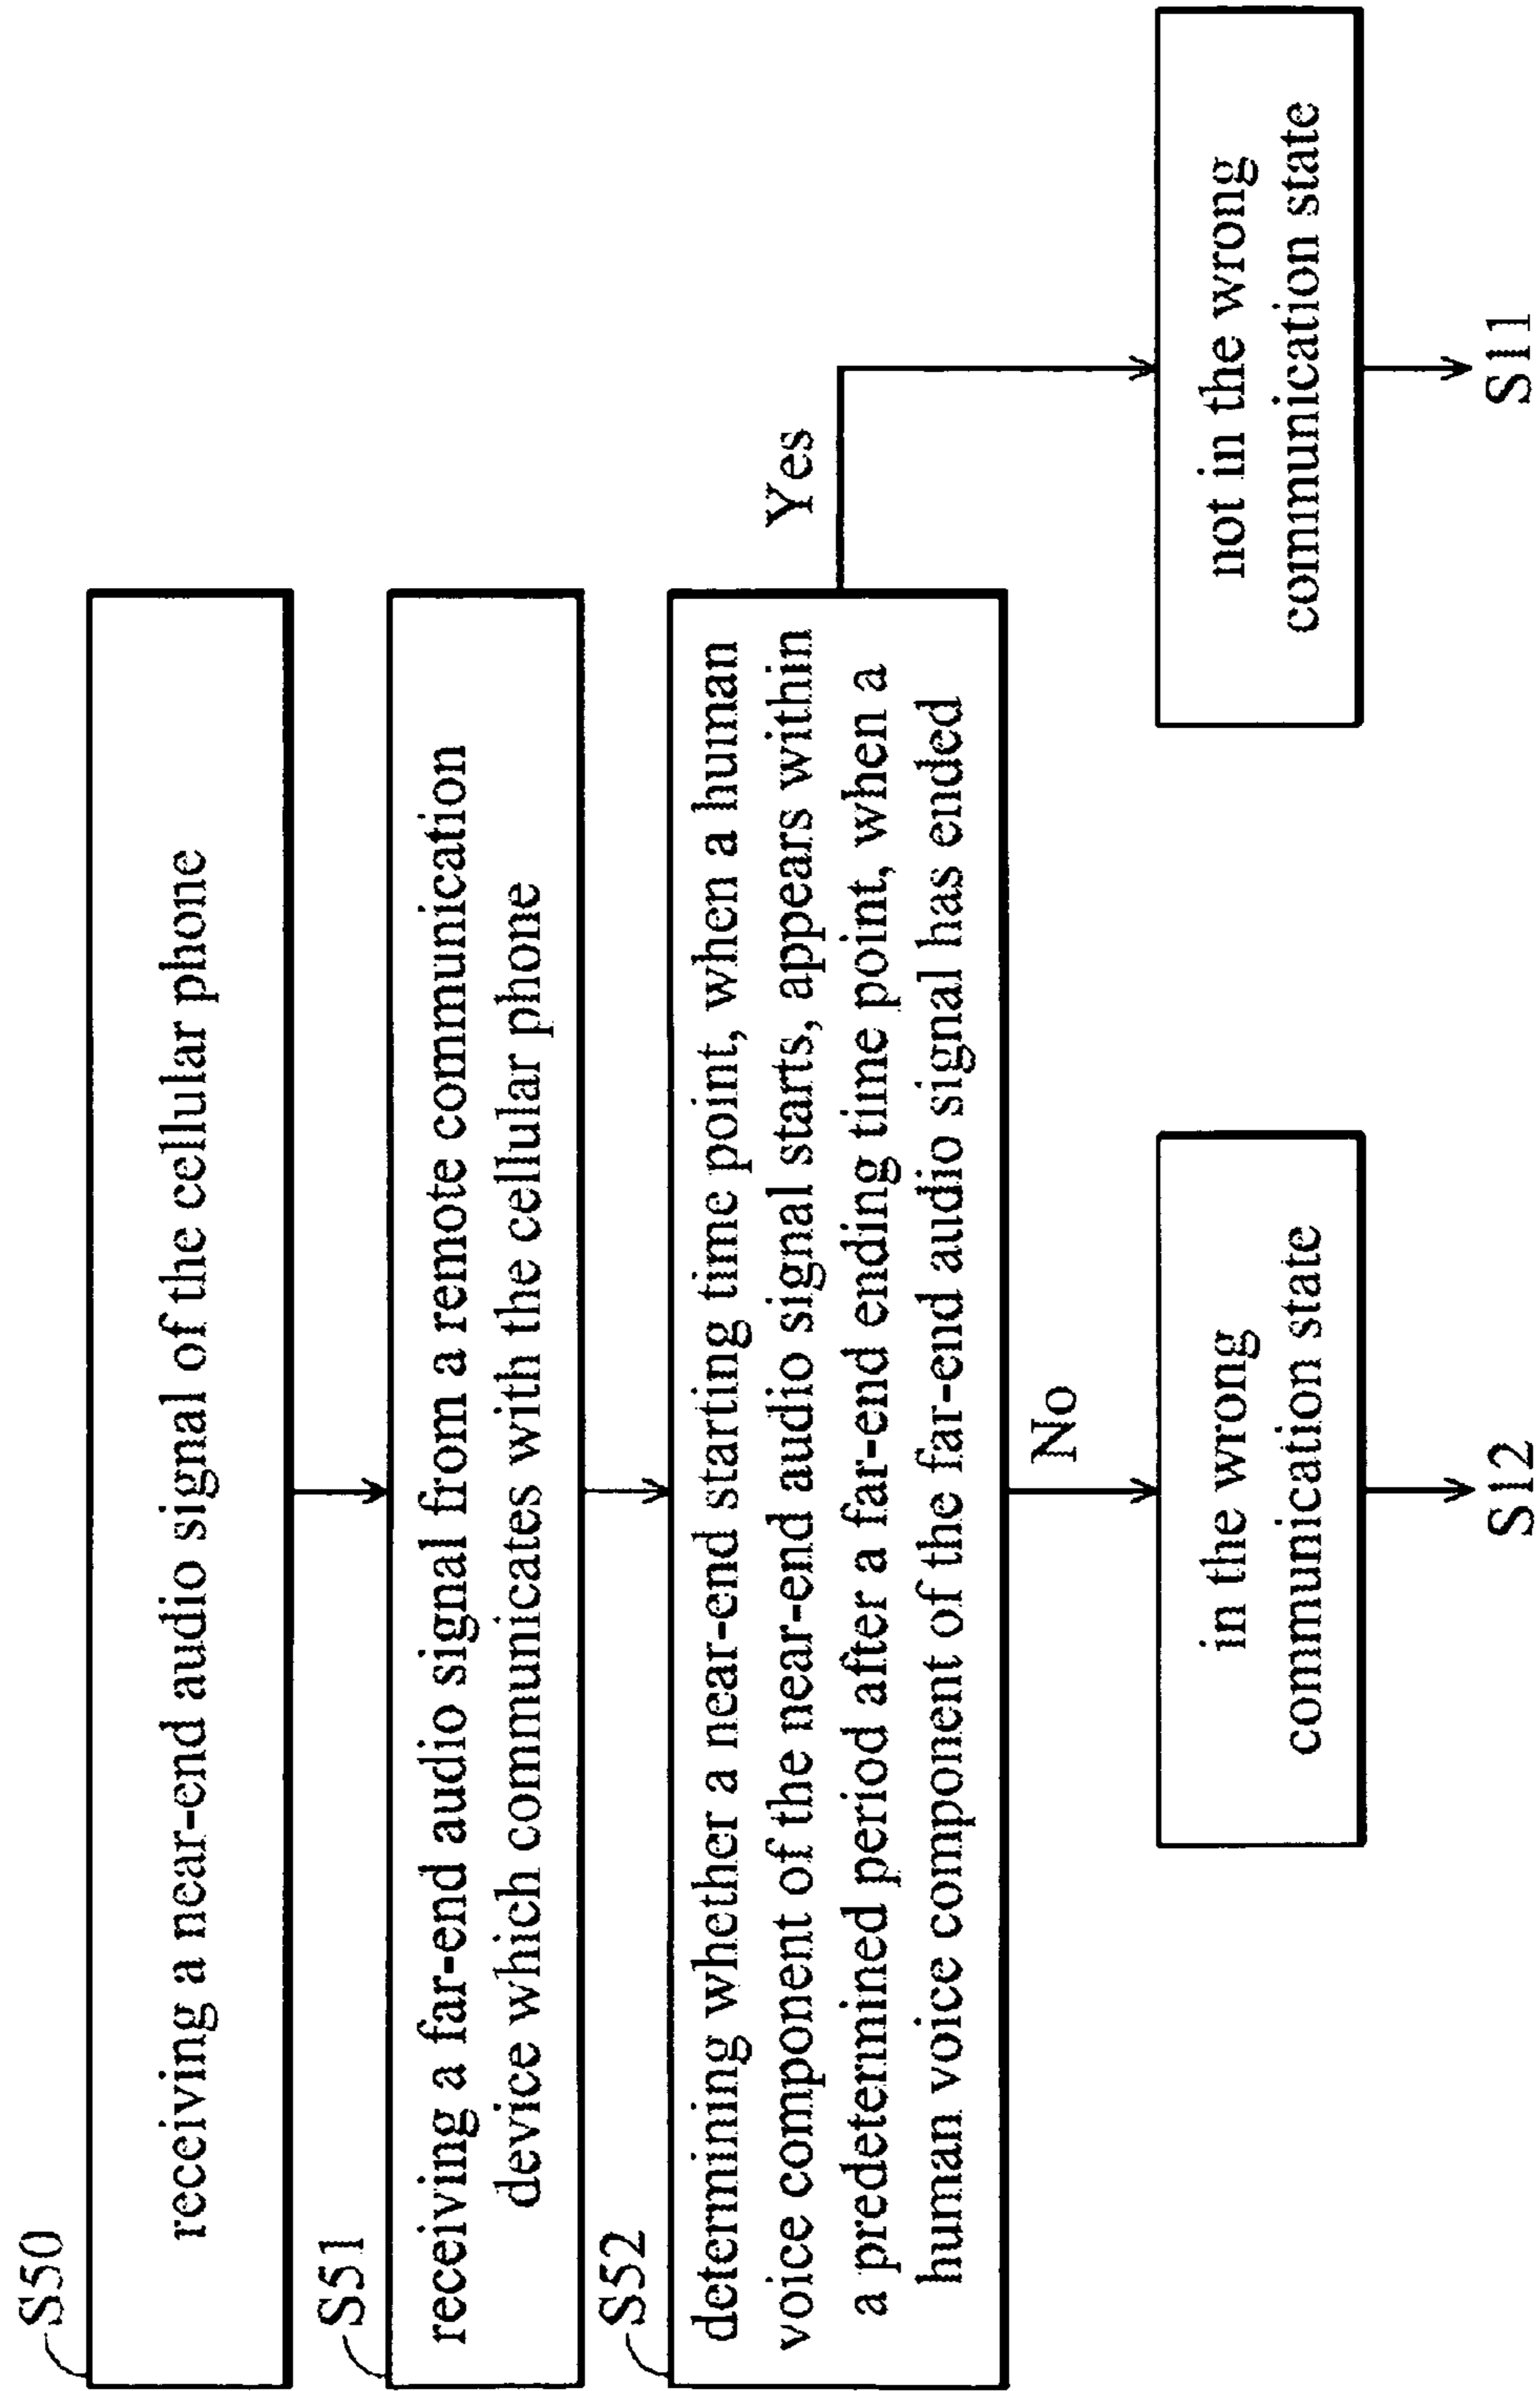 S50
receiving a near-end audio signal of the cellular phone
S51
receiving a far-end audio signal from a remote communication
device which communicates with the cellular phone
S52
determining whether a near-end starting time point, when a human
voice component of the near-end audio signal starts, appears within
a predetermined period after a far-end ending time point, when a
human voice component of the far-end audio signal has ended
Yes
No
in the wrong
communication state
not in the wrong
communication state
S12
S11